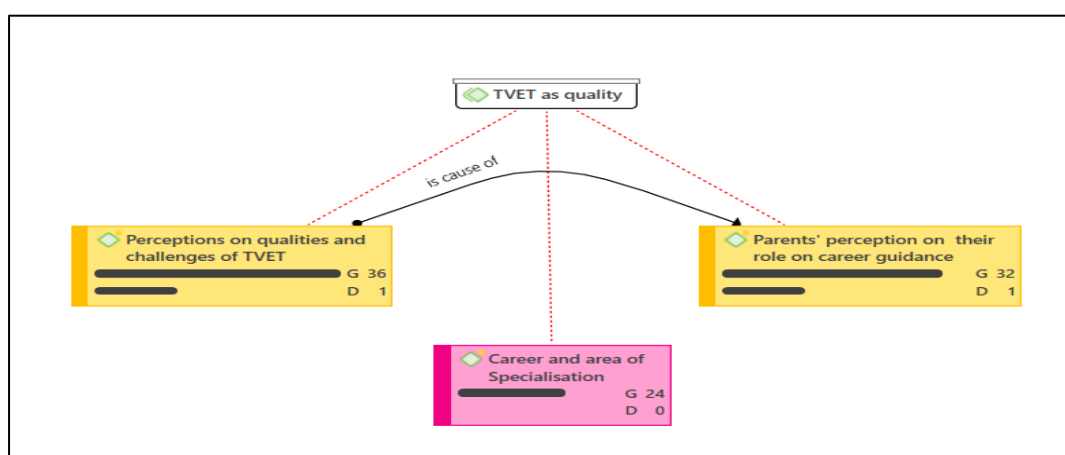 TVET as quality
is cause of
Perceptions on qualities and
challenges of TVET
G 36
D 1
Parents' perception on their
role on career guidance
G 32
D 1
Career and area of
Specialisation
G 24
D 0